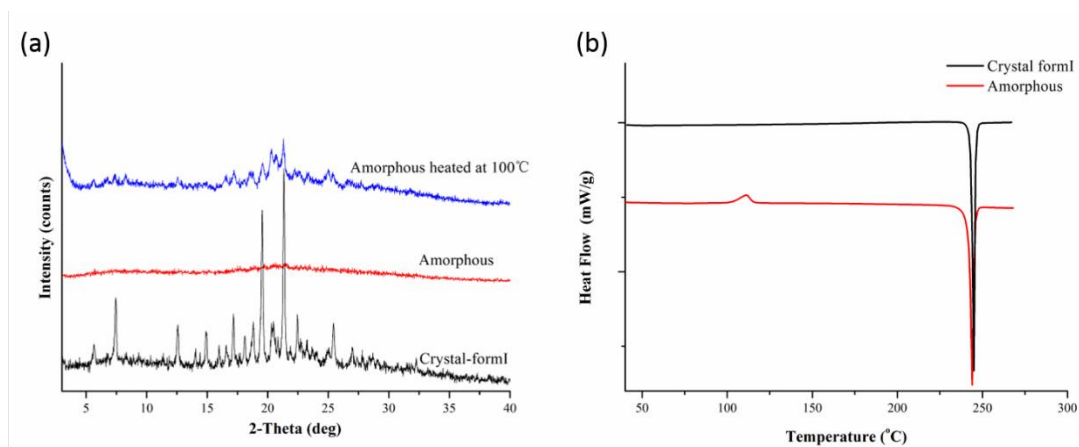 (a)
Intensity (counts)
Amorphous heated at 100℃
Amorphous
Crystal-formI
5 10 15 20 25 30 35 40
2-Theta (deg)
(b)
Heat Flow (mW/g)
Crystal formI
Amorphous
50 100 150 200 250 300
Temperature (°C)